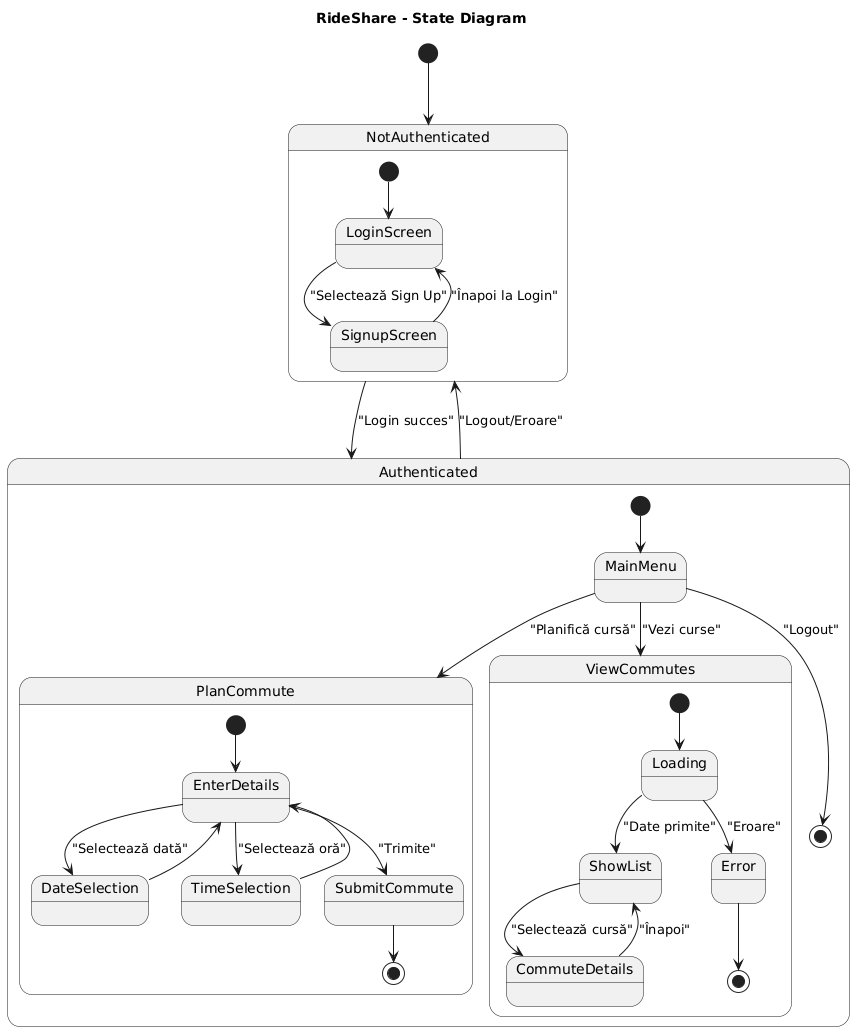 RideShare - State Diagram
NotAuthenticated
LoginScreen
"Selectează Sign Up"
"Înapoi la Login"
SignupScreen
"Login succes"
"Logout/Eroare"
Authenticated
MainMenu
"Planifică cursă"
"Vezi curse"
"Logout"
PlanCommute
EnterDetails
"Selectează dată"
"Selectează oră"
"Trimite"
DateSelection
TimeSelection
SubmitCommute
ViewCommutes
Loading
"Date primite"
"Eroare"
ShowList
Error
"Selectează cursă"
"Înapoi"
CommuteDetails